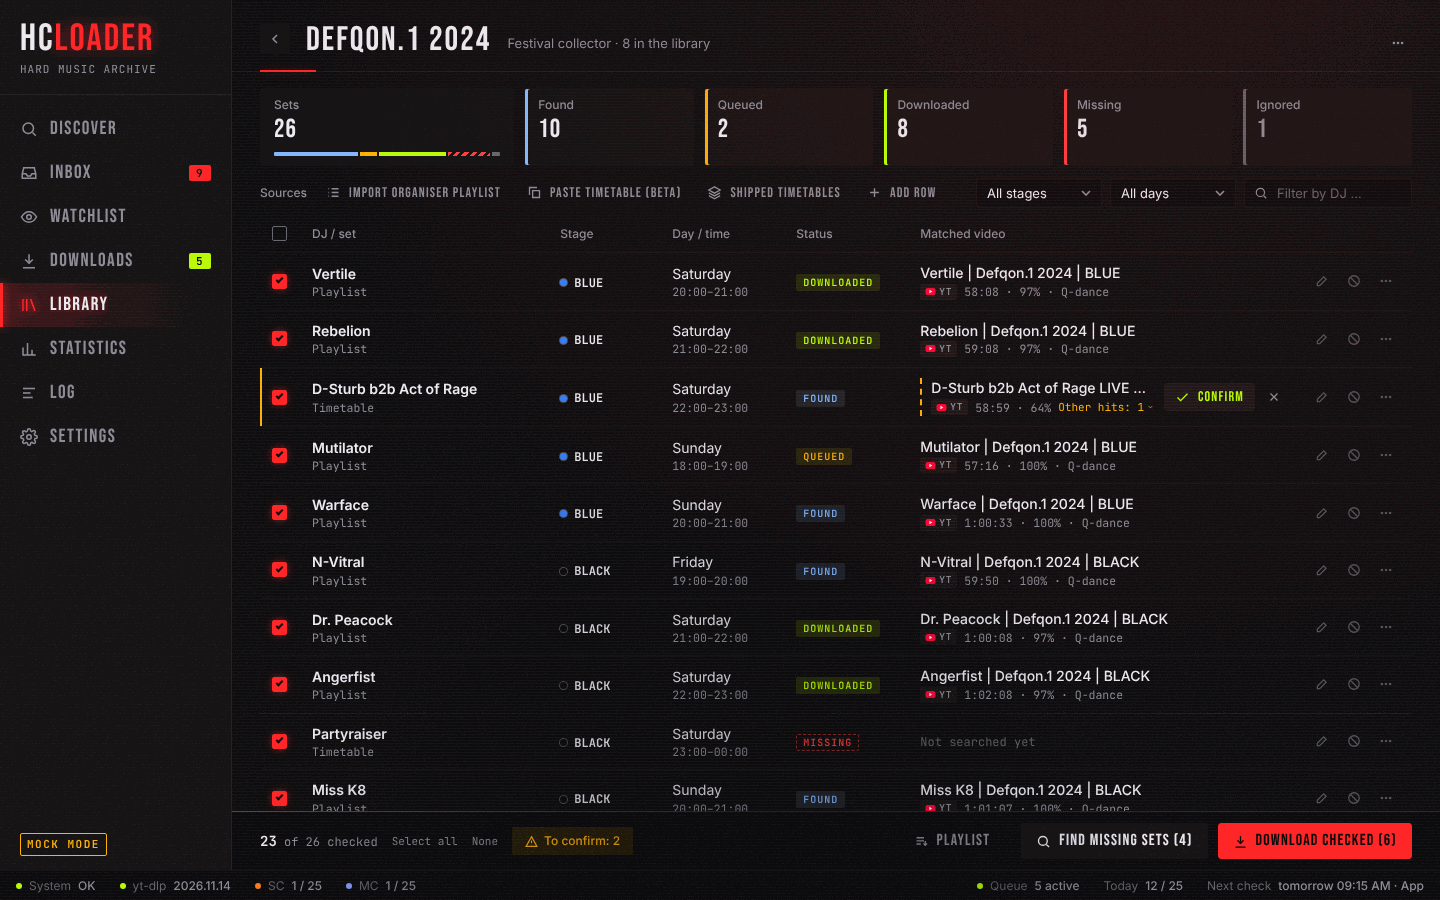 HCLOADER
HARD MUSIC ARCHIVE
DISCOVER
INBOX 9
WATCHLIST
DOWNLOADS 5
LIBRARY
STATISTICS
LOG
SETTINGS
MOCK MODE
DEFQON.1 2024 Festival collector · 8 in the library
Sets
26
Found
10
Queued
2
Downloaded
8
Missing
5
Ignored
1
Sources IMPORT ORGANISER PLAYLIST PASTE TIMETABLE (BETA) SHIPPED TIMETABLES ADD ROW All stages All days Filter by DJ ...
DJ / set Stage Day / time Status Matched video
Vertile BLUE Saturday DOWNLOADED Vertile | Defqon.1 2024 | BLUE
Playlist 20:00–21:00 YT 58:08 · 97% · Q-dance
Rebelion BLUE Saturday DOWNLOADED Rebelion | Defqon.1 2024 | BLUE
Playlist 21:00–22:00 YT 59:08 · 97% · Q-dance
D-Sturb b2b Act of Rage BLUE Saturday FOUND D-Sturb b2b Act of Rage LIVE ... CONFIRM
Timetable 22:00–23:00 YT 58:59 · 64% Other hits: 1
Mutilator BLUE Sunday QUEUED Mutilator | Defqon.1 2024 | BLUE
Playlist 18:00–19:00 YT 57:16 · 100% · Q-dance
Warface BLUE Sunday FOUND Warface | Defqon.1 2024 | BLUE
Playlist 20:00–21:00 YT 1:00:33 · 100% · Q-dance
N-Vitral BLACK Friday FOUND N-Vitral | Defqon.1 2024 | BLACK
Playlist 19:00–20:00 YT 59:50 · 100% · Q-dance
Dr. Peacock BLACK Saturday DOWNLOADED Dr. Peacock | Defqon.1 2024 | BLACK
Playlist 21:00–22:00 YT 1:00:08 · 97% · Q-dance
Angerfist BLACK Saturday DOWNLOADED Angerfist | Defqon.1 2024 | BLACK
Playlist 22:00–23:00 YT 1:02:08 · 97% · Q-dance
Partyraiser BLACK Saturday MISSING Not searched yet
Timetable 23:00–00:00
Miss K8 BLACK Sunday FOUND Miss K8 | Defqon.1 2024 | BLACK
Playlist 20:00–21:00 YT 1:01:07 · 100% · Q-dance
23 of 26 checked Select all None To confirm: 2 PLAYLIST FIND MISSING SETS (4) DOWNLOAD CHECKED (6)
System OK yt-dlp 2026.11.14 SC 1 / 25 MC 1 / 25 Queue 5 active Today 12 / 25 Next check tomorrow 09:15 AM · App